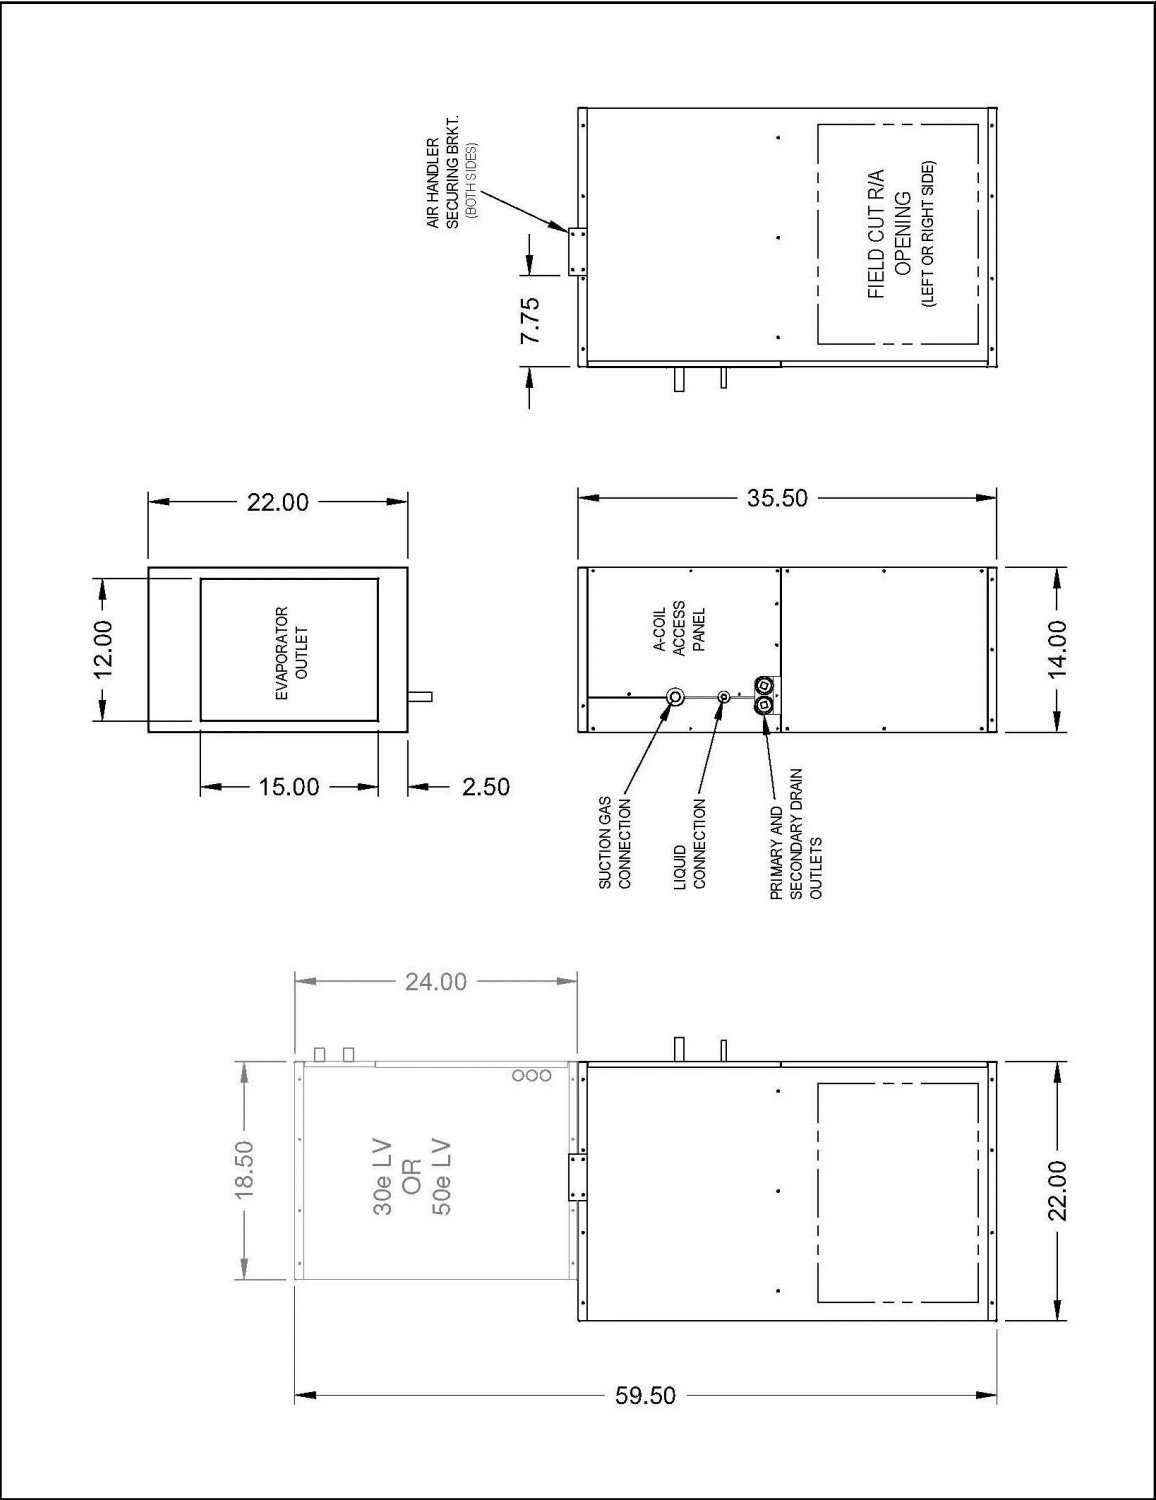 AIR HANDLER
SECURING BRKT.
(BOTH SIDES)
7.75
FIELD CUT R/A
OPENING
(LEFT OR RIGHT SIDE)
22.00
12.00
EVAPORATOR
OUTLET
15.00
2.50
35.50
A-COIL
ACCESS
PANEL
14.00
SUCTION GAS
CONNECTION
LIQUID
CONNECTION
PRIMARY AND
SECONDARY DRAIN
OUTLETS
24.00
18.50
30e LV
OR
50e LV
22.00
59.50